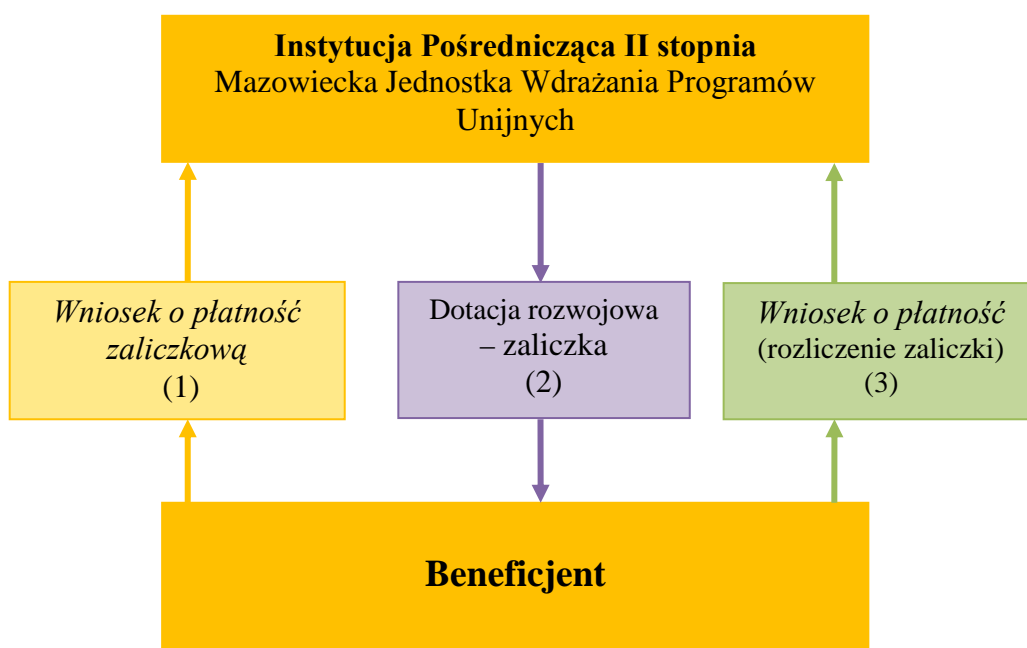 Instytucja Pośrednicząca II stopnia
Mazowiecka Jednostka Wdrażania Programów
Unijnych
Wniosek o płatność
zaliczkową
(1)
Dotacja rozwojowa
– zaliczka
(2)
Wniosek o płatność
(rozliczenie zaliczki)
(3)
Beneficjent